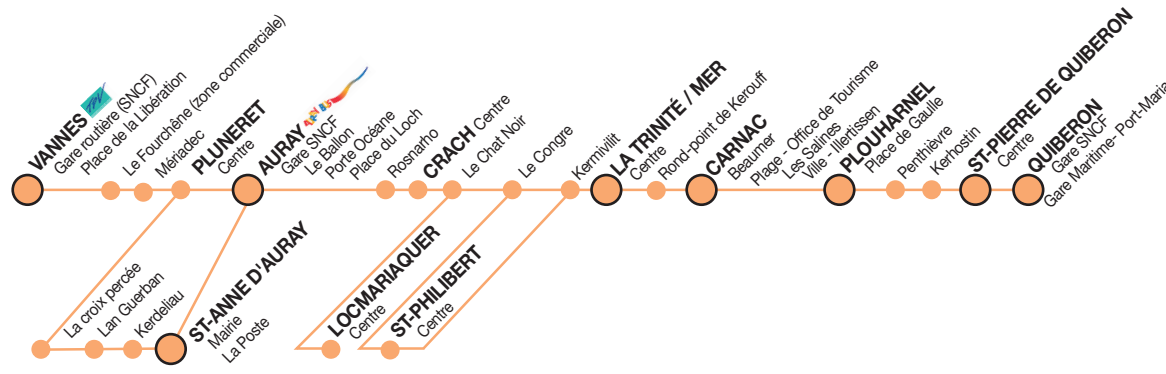 VANNES
Gare routière (SNCF)
Place de la Libération
Le Fourchêne (zone commerciale)
Mériadec
PLUNERET
Centre
AURAY
Gare SNCF
Le Ballon
Porte Océane
Place du Loch
Rosnatho
CRACH Centre
Le Chat Noir
Le Congre
Kermivilit
LA TRINITÉ / MER
Centre
Rond-point de Kerouff
CARNAC
Beaumer
Plage - Office de Tourisme
Les Salines
Ville - Illertissen
PLOUHARNEL
Place de Gaulle
Penthièvre
Kerhostin
ST-PIERRE DE QUIBERON
Centre
QUIBERON
Gare SNCF
Gare Maritime-Port-Maria
La croix percée
Lan Guerban
Kerdeliau
ST-ANNE D'AURAY
Mairie
La Poste
LOCMARIAQUER
Centre
ST-PHILIBERT
Centre